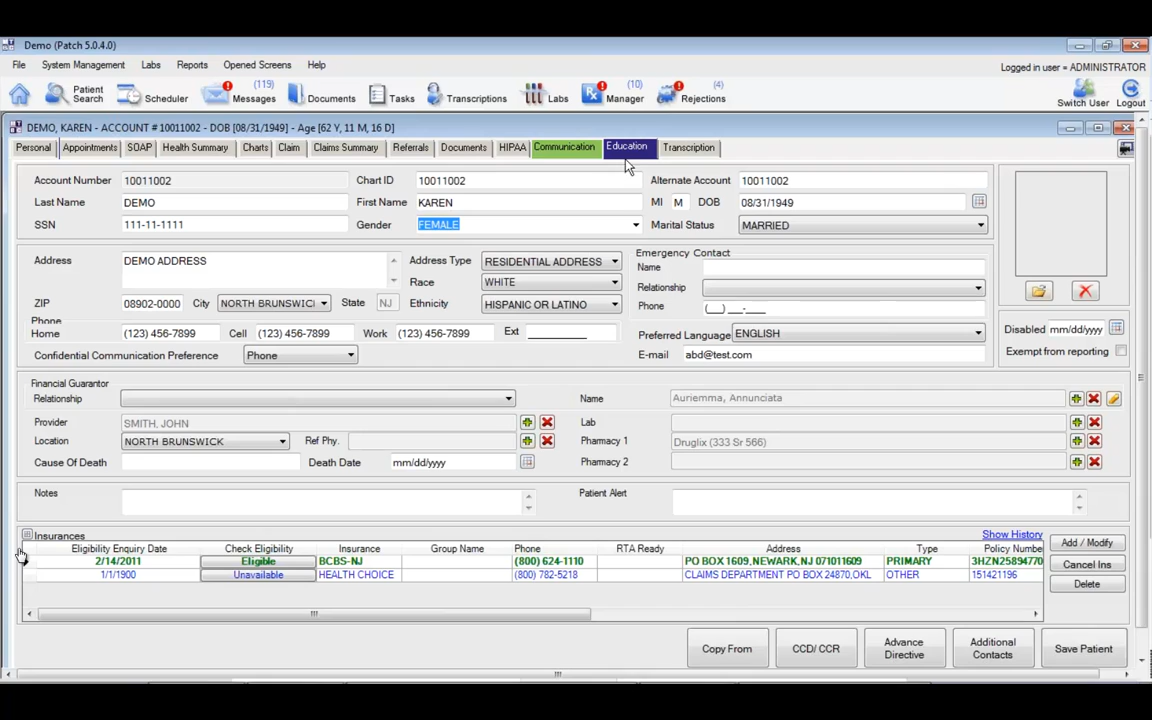 Demo (Patch 5.0.4.0)
File System Management Labs Reports Opened Screens Help
Logged in user = ADMINISTRATOR
Patient Search Scheduler (119) Messages Documents Tasks Transcriptions Labs (10) Manager (4) Rejections Switch User Logout
DEMO, KAREN - ACCOUNT # 10011002 - DOB [08/31/1949] - Age [62 Y, 11 M, 16 D]
Personal Appointments SOAP Health Summary Charts Claim Claims Summary Referrals Documents HIPAA Communication Education Transcription
Account Number 10011002 Chart ID 10011002 Alternate Account 10011002
Last Name DEMO First Name KAREN MI M DOB 08/31/1949
SSN 111-11-1111 Gender FEMALE Marital Status MARRIED
Address DEMO ADDRESS Address Type RESIDENTIAL ADDRESS Emergency Contact
Name
Race WHITE Relationship
ZIP 08902-0000 City NORTH BRUNSWICI State NJ Ethnicity HISPANIC OR LATINO Phone (__) ___-____
Phone
Home (123) 456-7899 Cell (123) 456-7899 Work (123) 456-7899 Ext Preferred Language ENGLISH
Disabled mm/dd/yyyy
Confidential Communication Preference Phone E-mail abd@test.com Exempt from reporting
Financial Guarantor
Relationship Name Auriemma, Annunciata
Provider SMITH, JOHN Lab
Location NORTH BRUNSWICK Ref Phy. Pharmacy 1 Druglix (333 Sr 566)
Cause Of Death Death Date mm/dd/yyyy Pharmacy 2
Notes Patient Alert
Insurances Show History
Eligibility Enquiry Date Check Eligibility Insurance Group Name Phone RTA Ready Address Type Policy Number
2/14/2011 Eligible BCBS-NJ (800) 624-1110 PO BOX 1609,NEWARK,NJ 071011609 PRIMARY 3HZN25894770
1/1/1900 Unavailable HEALTH CHOICE (800) 782-5218 CLAIMS DEPARTMENT PO BOX 24870,OKL OTHER 151421196
Add / Modify
Cancel Ins
Delete
Copy From CCD/ CCR Advance Directive Additional Contacts Save Patient